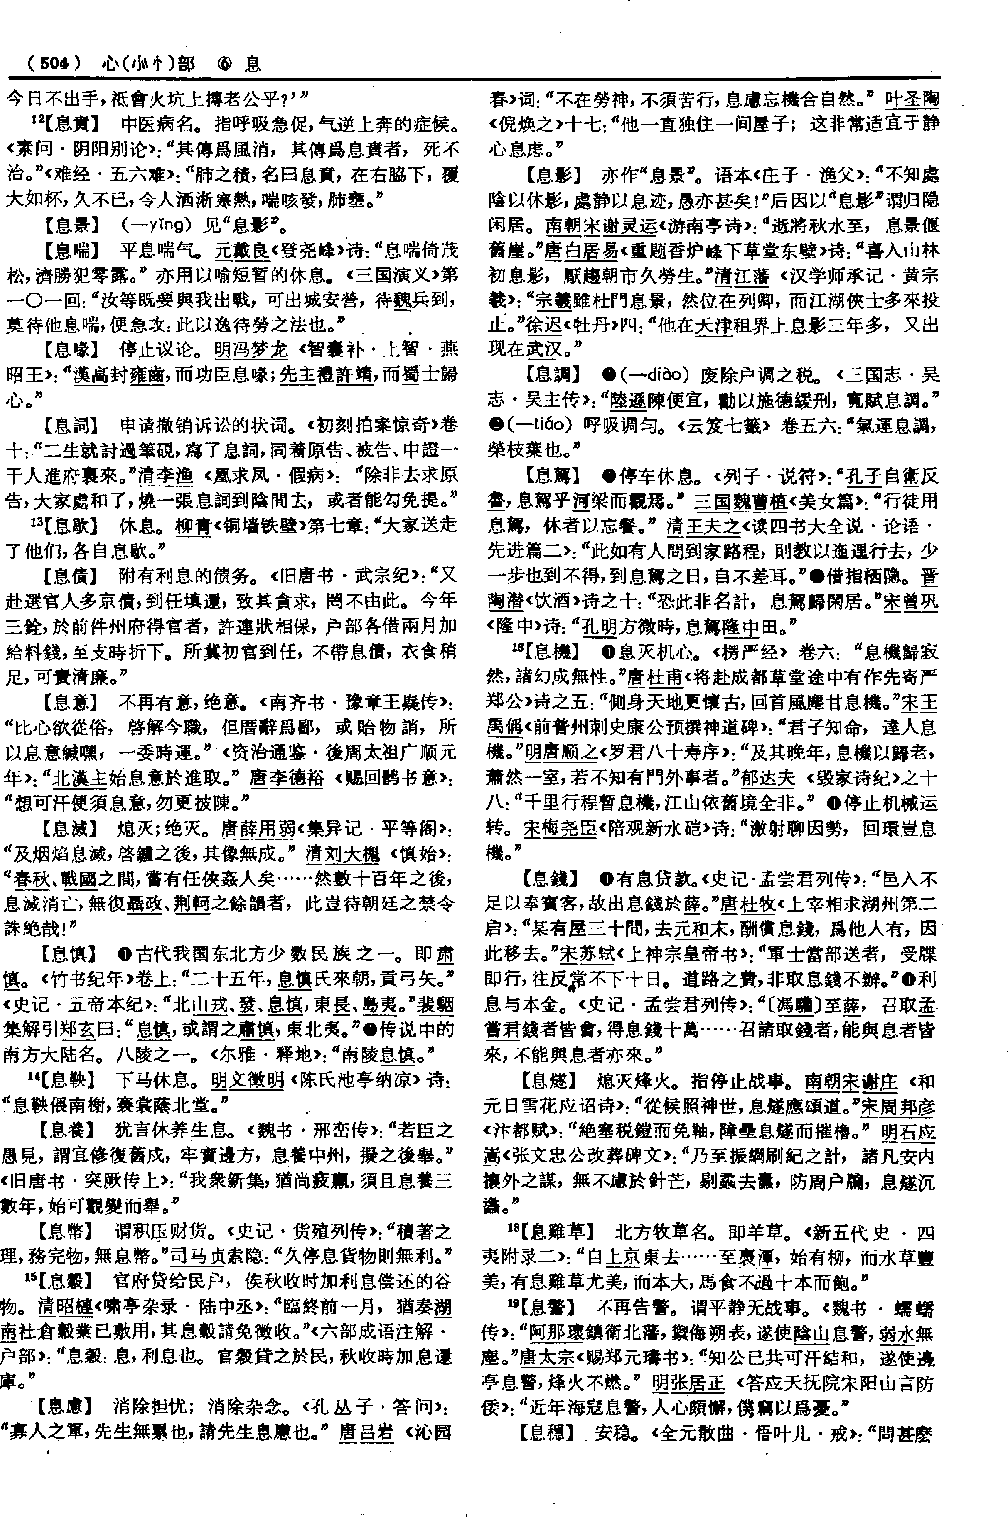 (504) 心(小忄)部 ⑥ 息
今日不出手，祗會火坑上摶老公乎？’”
12【息賁】 中医病名。指呼吸急促，气逆上奔的症候。
《素问·阴阳别论》：“其傳爲風消，其傳爲息賁者，死不
治。”《难经·五六难》：“肺之積，名曰息賁，在右脇下，覆
大如杯，久不已，令人洒淅寒熱，喘咳發，肺壅。”
【息景】 （—yǐng）见“息影”。
【息喘】 平息喘气。元戴良《登尧峰》诗：“息喘倚茂
松，濟勝犯零露。”亦用以喻短暂的休息。《三国演义》第
一〇一回：“汝等既要與我出戰，可出城安營，待魏兵到，
莫待他息喘，便急攻：此以逸待勞之法也。”
【息喙】 停止议论。明冯梦龙《智囊补·上智·燕
昭王》：“漢高封雍齒，而功臣息喙；先主禮許靖，而蜀士歸
心。”
【息詞】 申请撤销诉讼的状词。《初刻拍案惊奇》卷
十：“二生就討過筆硯，寫了息詞，同着原告、被告、中證一
干人進府裏來。”清李渔《凰求凤·假病》：“除非去求原
告，大家處和了，燒一張息詞到陰間去，或者能勾免提。”
13【息歇】 休息。柳青《铜墙铁壁》第七章：“大家送走
了他们，各自息歇。”
【息債】 附有利息的债务。《旧唐书·武宗纪》：“又
赴選官人多京債，到任填還，致其貪求，罔不由此。今年
三銓，於前件州府得官者，許連狀相保，户部各借兩月加
給料錢，至支時折下。所冀初官到任，不帶息債，衣食稍
足，可責清廉。”
【息意】 不再有意，绝意。《南齐书·豫章王嶷传》：
“比心欲從俗，啓解今職，但厝辭爲鄙，或貽物誚，所
以息意緘嘿，一委時運。”《资治通鉴·後周太祖广顺元
年》：“北漢主始息意於進取。”唐李德裕《赐回鹘书意》：
“想可汗便須息意，勿更披陳。”
【息滅】 熄灭；绝灭。唐薛用弱《集异记·平等阁》：
“及烟焰息滅，啓鑪之後，其像無成。”清刘大櫆《慎始》：
“春秋、戰國之間，嘗有任俠姦人矣……然數十百年之後，
息滅消亡，無復聶政、荆軻之餘韻者，此豈待朝廷之禁令
誅絶哉！”
【息慎】 ❶古代我国东北方少数民族之一。即肃
慎。《竹书纪年》卷上：“二十五年，息慎氏來朝，貢弓矢。”
《史记·五帝本纪》：“北山戎、發、息慎，東長、鳥夷。”裴駰
集解引郑玄曰：“息慎，或謂之肅慎，東北夷。”❷传说中的
南方大陆名。八陵之一。《尔雅·释地》：“南陵息慎。”
14【息鞅】 下马休息。明文徵明《陈氏池亭纳凉》诗：
“息鞅偎南榭，褰裳蔭北堂。”
【息養】 犹言休养生息。《魏书·邢峦传》：“若臣之
愚見，謂宜修復舊戍，牢實邊方，息養中州，擬之後舉。”
《旧唐书·突厥传上》：“我衆新集，猶尚疲羸，須且息養三
數年，始可觀變而舉。”
【息幣】 谓积压财货。《史记·货殖列传》：“積著之
理，務完物，無息幣。”司马贞索隐：“久停息貨物則無利。”
15【息穀】 官府贷给民户，俟秋收时加利息偿还的谷
物。清昭梿《啸亭杂录·陆中丞》：“臨終前一月，猶奏湖
南社倉穀業已敷用，其息穀請免徵收。”《六部成语注解·
户部》：“息穀：息，利息也。官穀貸之於民，秋收時加息還
庫。”
【息慮】 消除担忧；消除杂念。《孔丛子·答问》：
“寡人之軍，先生無累也，請先生息慮也。”唐吕岩《沁园
春》词：“不在勞神，不須苦行，息慮忘機合自然。”叶圣陶
《倪焕之》十七：“他一直独住一间屋子；这非常适宜于静
心息虑。”
【息影】 亦作“息景”。语本《庄子·渔父》：“不知處
陰以休影，處静以息迹，愚亦甚矣！”后因以“息影”谓归隐
闲居。南朝宋谢灵运《游南亭诗》：“逝將秋水至，息景偃
舊崖。”唐白居易《重题香炉峰下草堂东壁》诗：“喜入山林
初息影，厭趨朝市久勞生。”清江藩《汉学师承记·黄宗
羲》：“宗羲雖杜門息景，然位在列卿，而江湖俠士多來投
止。”徐迟《牡丹》四：“他在大津租界上息影三年多，又出
现在武汉。”
【息調】 ❶（—diào）废除户调之税。《三国志·吴
志·吴主传》：“陸遜陳便宜，勸以施德緩刑，寬賦息調。”
❷（—tiáo）呼吸调匀。《云笈七籤》卷五六：“氣運息調，
榮枝葉也。”
【息駕】 ❶停车休息。《列子·说符》：“孔子自衛反
魯，息駕乎河梁而觀焉。”三国魏曹植《美女篇》：“行徒用
息駕，休者以忘餐。”清王夫之《读四书大全说·论语·
先进篇二》：“此如有人問到家路程，則教以迤邐行去，少
一步也到不得，到息駕之日，自不差耳。”❷借指栖隐。晋
陶潜《饮酒》诗之十：“恐此非名計，息駕歸閑居。”宋曾巩
《隆中》诗：“孔明方微時，息駕隆中田。”
16【息機】 ❶息灭机心。《楞严经》卷六：“息機歸寂
然，諸幻成無性。”唐杜甫《将赴成都草堂途中有作先寄严
郑公》诗之五：“側身天地更懷古，回首風塵甘息機。”宋王
禹偁《前普州刺史康公预撰神道碑》：“君子知命，達人息
機。”明唐顺之《罗君八十寿序》：“及其晚年，息機以歸老，
蕭然一室，若不知有門外事者。”郁达夫《毁家诗纪》之十
八：“千里行程暫息機，江山依舊境全非。”❷停止机械运
转。宋梅尧臣《陪观新水硙》诗：“激射聊因勢，回環豈息
機。”
【息錢】 ❶有息贷款。《史记·孟尝君列传》：“邑入不
足以奉賓客，故出息錢於薛。”唐杜牧《上宰相求湖州第二
启》：“某有屋三十間，去元和末，酬償息錢，爲他人有，因
此移去。”宋苏轼《上神宗皇帝书》：“軍士當部送者，受牒
即行，往反常不下十日。道路之費，非取息錢不辦。”❷利
息与本金。《史记·孟尝君列传》：“〔馮驩〕至薛，召取孟
嘗君錢者皆會，得息錢十萬……召諸取錢者，能與息者皆
來，不能與息者亦來。”
【息燧】 熄灭烽火。指停止战事。南朝宋谢庄《和
元日雪花应诏诗》：“從候照神世，息燧應頌道。”宋周邦彦
《汴都赋》：“絶塞税鎧而免軸，障壘息燧而摧櫓。”明石应
嵩《张文忠公改葬碑文》：“乃至振綱刷紀之計，諸凡安内
攘外之謀，無不慮於針芒，剔蠡去蠹，防周户牖，息燧沉
燧。”
18【息雞草】 北方牧草名。即羊草。《新五代史·四
夷附录二》：“自上京東去……至裊潭，始有柳，而水草豐
美，有息雞草尤美，而本大，馬食不過十本而飽。”
19【息警】 不再告警。谓平静无战事。《魏书·蠕蠕
传》：“阿那瓌鎮衛北藩，禦侮朔表，遂使陰山息警，弱水無
塵。”唐太宗《赐郑元璹书》：“知公已共可汗結和，遂使邊
亭息警，烽火不燃。”明张居正《答应天抚院宋阳山言防
倭》：“近年海寇息警，人心頗懈，僕竊以爲憂。”
【息穩】 安稳。《全元散曲·梧叶儿·戒》：“問甚麽